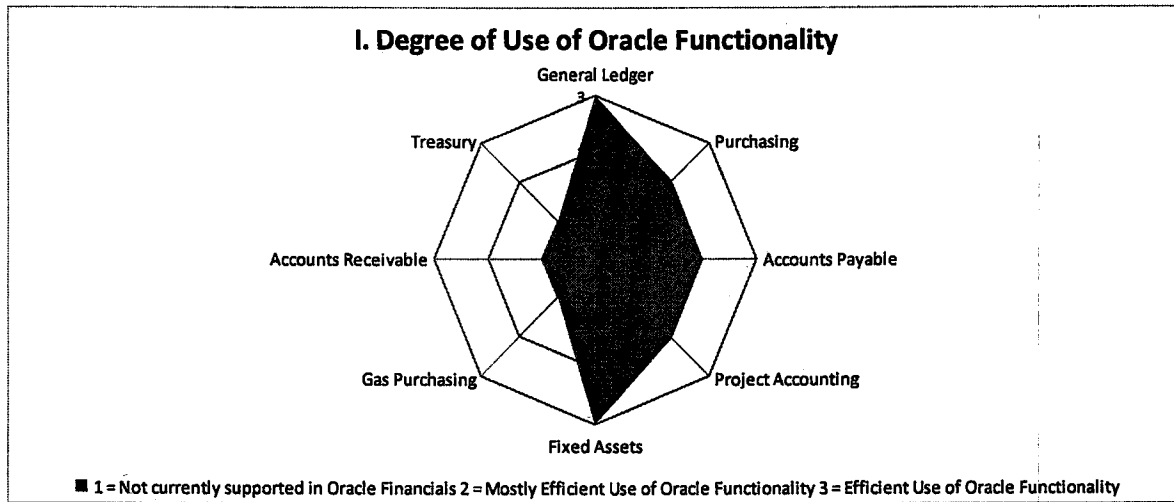 I. Degree of Use of Oracle Functionality
General Ledger
3
Treasury
Purchasing
Accounts Receivable
Accounts Payable
Gas Purchasing
Project Accounting
Fixed Assets
1 = Not currently supported in Oracle Financials 2 = Mostly Efficient Use of Oracle Functionality 3 = Efficient Use of Oracle Functionality